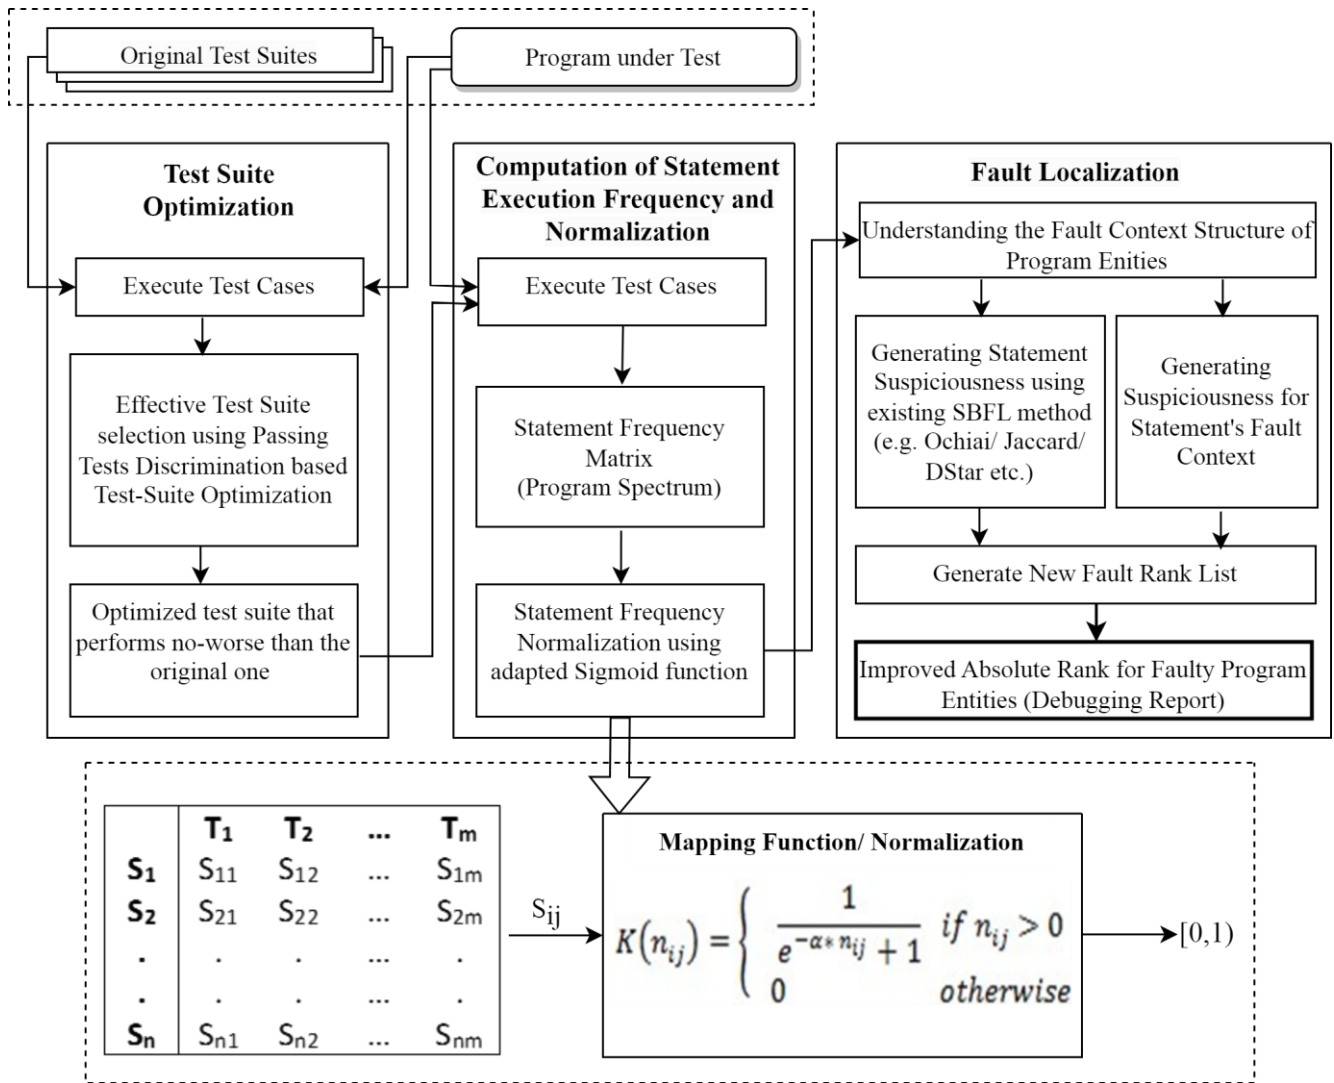 Original Test Suites
Program under Test
Test Suite
Optimization
Execute Test Cases
Effective Test Suite
selection using Passing
Tests Discrimination based
Test-Suite Optimization
Optimized test suite that
performs no-worse than the
original one
Computation of Statement
Execution Frequency and
Normalization
Execute Test Cases
Statement Frequency
Matrix
(Program Spectrum)
Statement Frequency
Normalization using
adapted Sigmoid function
Fault Localization
Understanding the Fault Context Structure of
Program Enities
Generating Statement
Suspiciousness using
existing SBFL method
(e.g. Ochiai/ Jaccard/
DStar etc.)
Generating
Suspiciousness for
Statement's Fault
Context
Generate New Fault Rank List
Improved Absolute Rank for Faulty Program
Entities (Debugging Report)
T₁ T₂ ... Tₘ
S₁ S₁₁ S₁₂ ... S₁ₘ
S₂ S₂₁ S₂₂ ... S₂ₘ
. . . ... .
. . . ... .
Sₙ Sₙ₁ Sₙ₂ ... Sₙₘ
S_ij
Mapping Function/ Normalization
K(n_ij) = { 1 / (e^(-α* n_ij) + 1) if n_ij > 0
0 otherwise
[0,1)